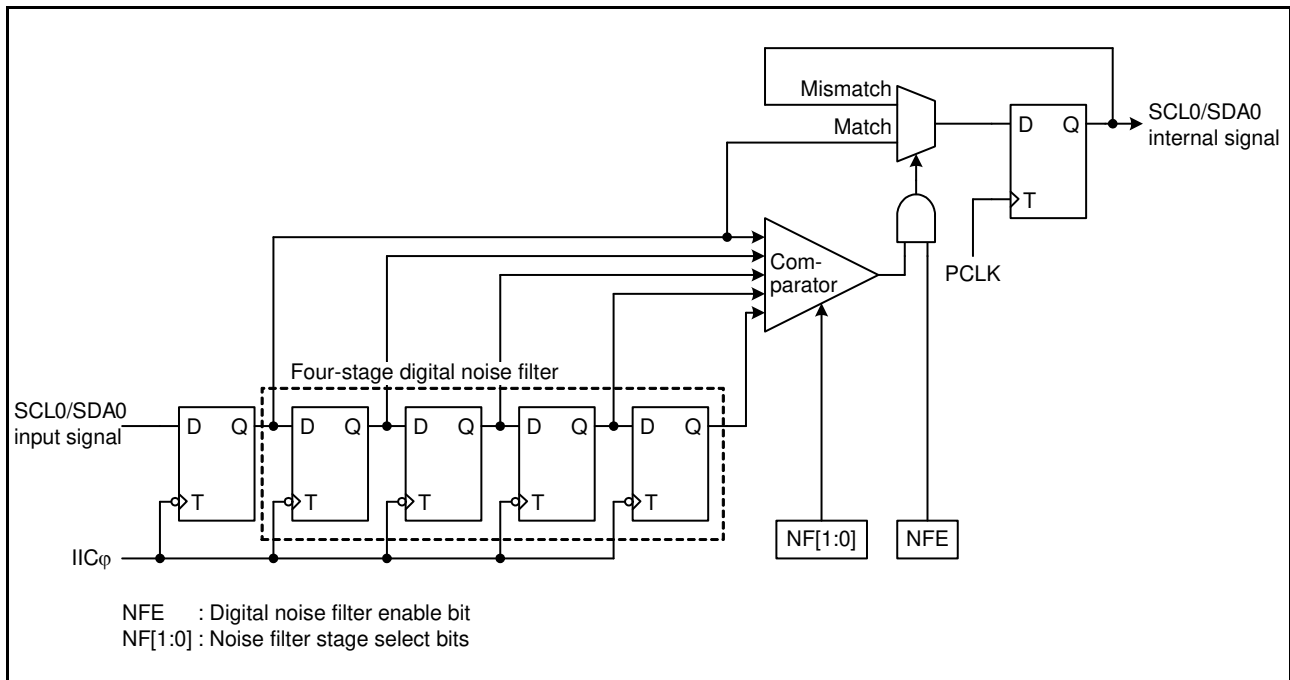 Mismatch
Match
D Q
T
SCL0/SDA0
internal signal
PCLK
Com-
parator
Four-stage digital noise filter
SCL0/SDA0
input signal
D Q D Q D Q D Q D Q
T T T T T
IICφ
NF[1:0] NFE
NFE : Digital noise filter enable bit
NF[1:0] : Noise filter stage select bits